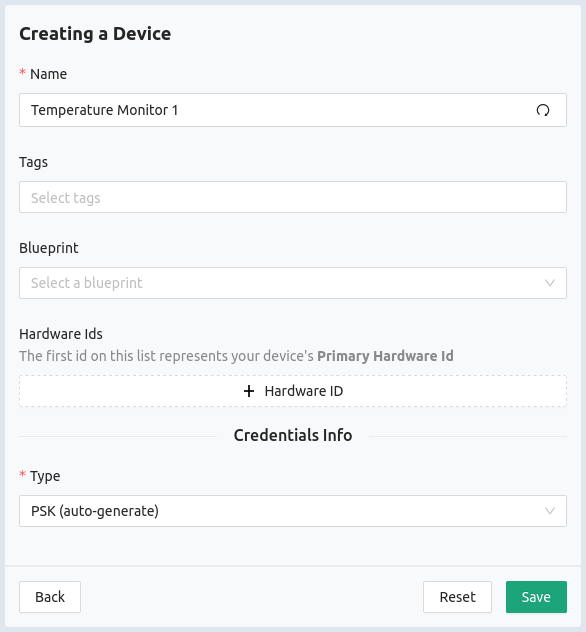 Creating a Device
* Name
Temperature Monitor 1
Tags
Select tags
Blueprint
Select a blueprint
Hardware Ids
The first id on this list represents your device's Primary Hardware Id
+ Hardware ID
Credentials Info
* Type
PSK (auto-generate)
Back Reset Save